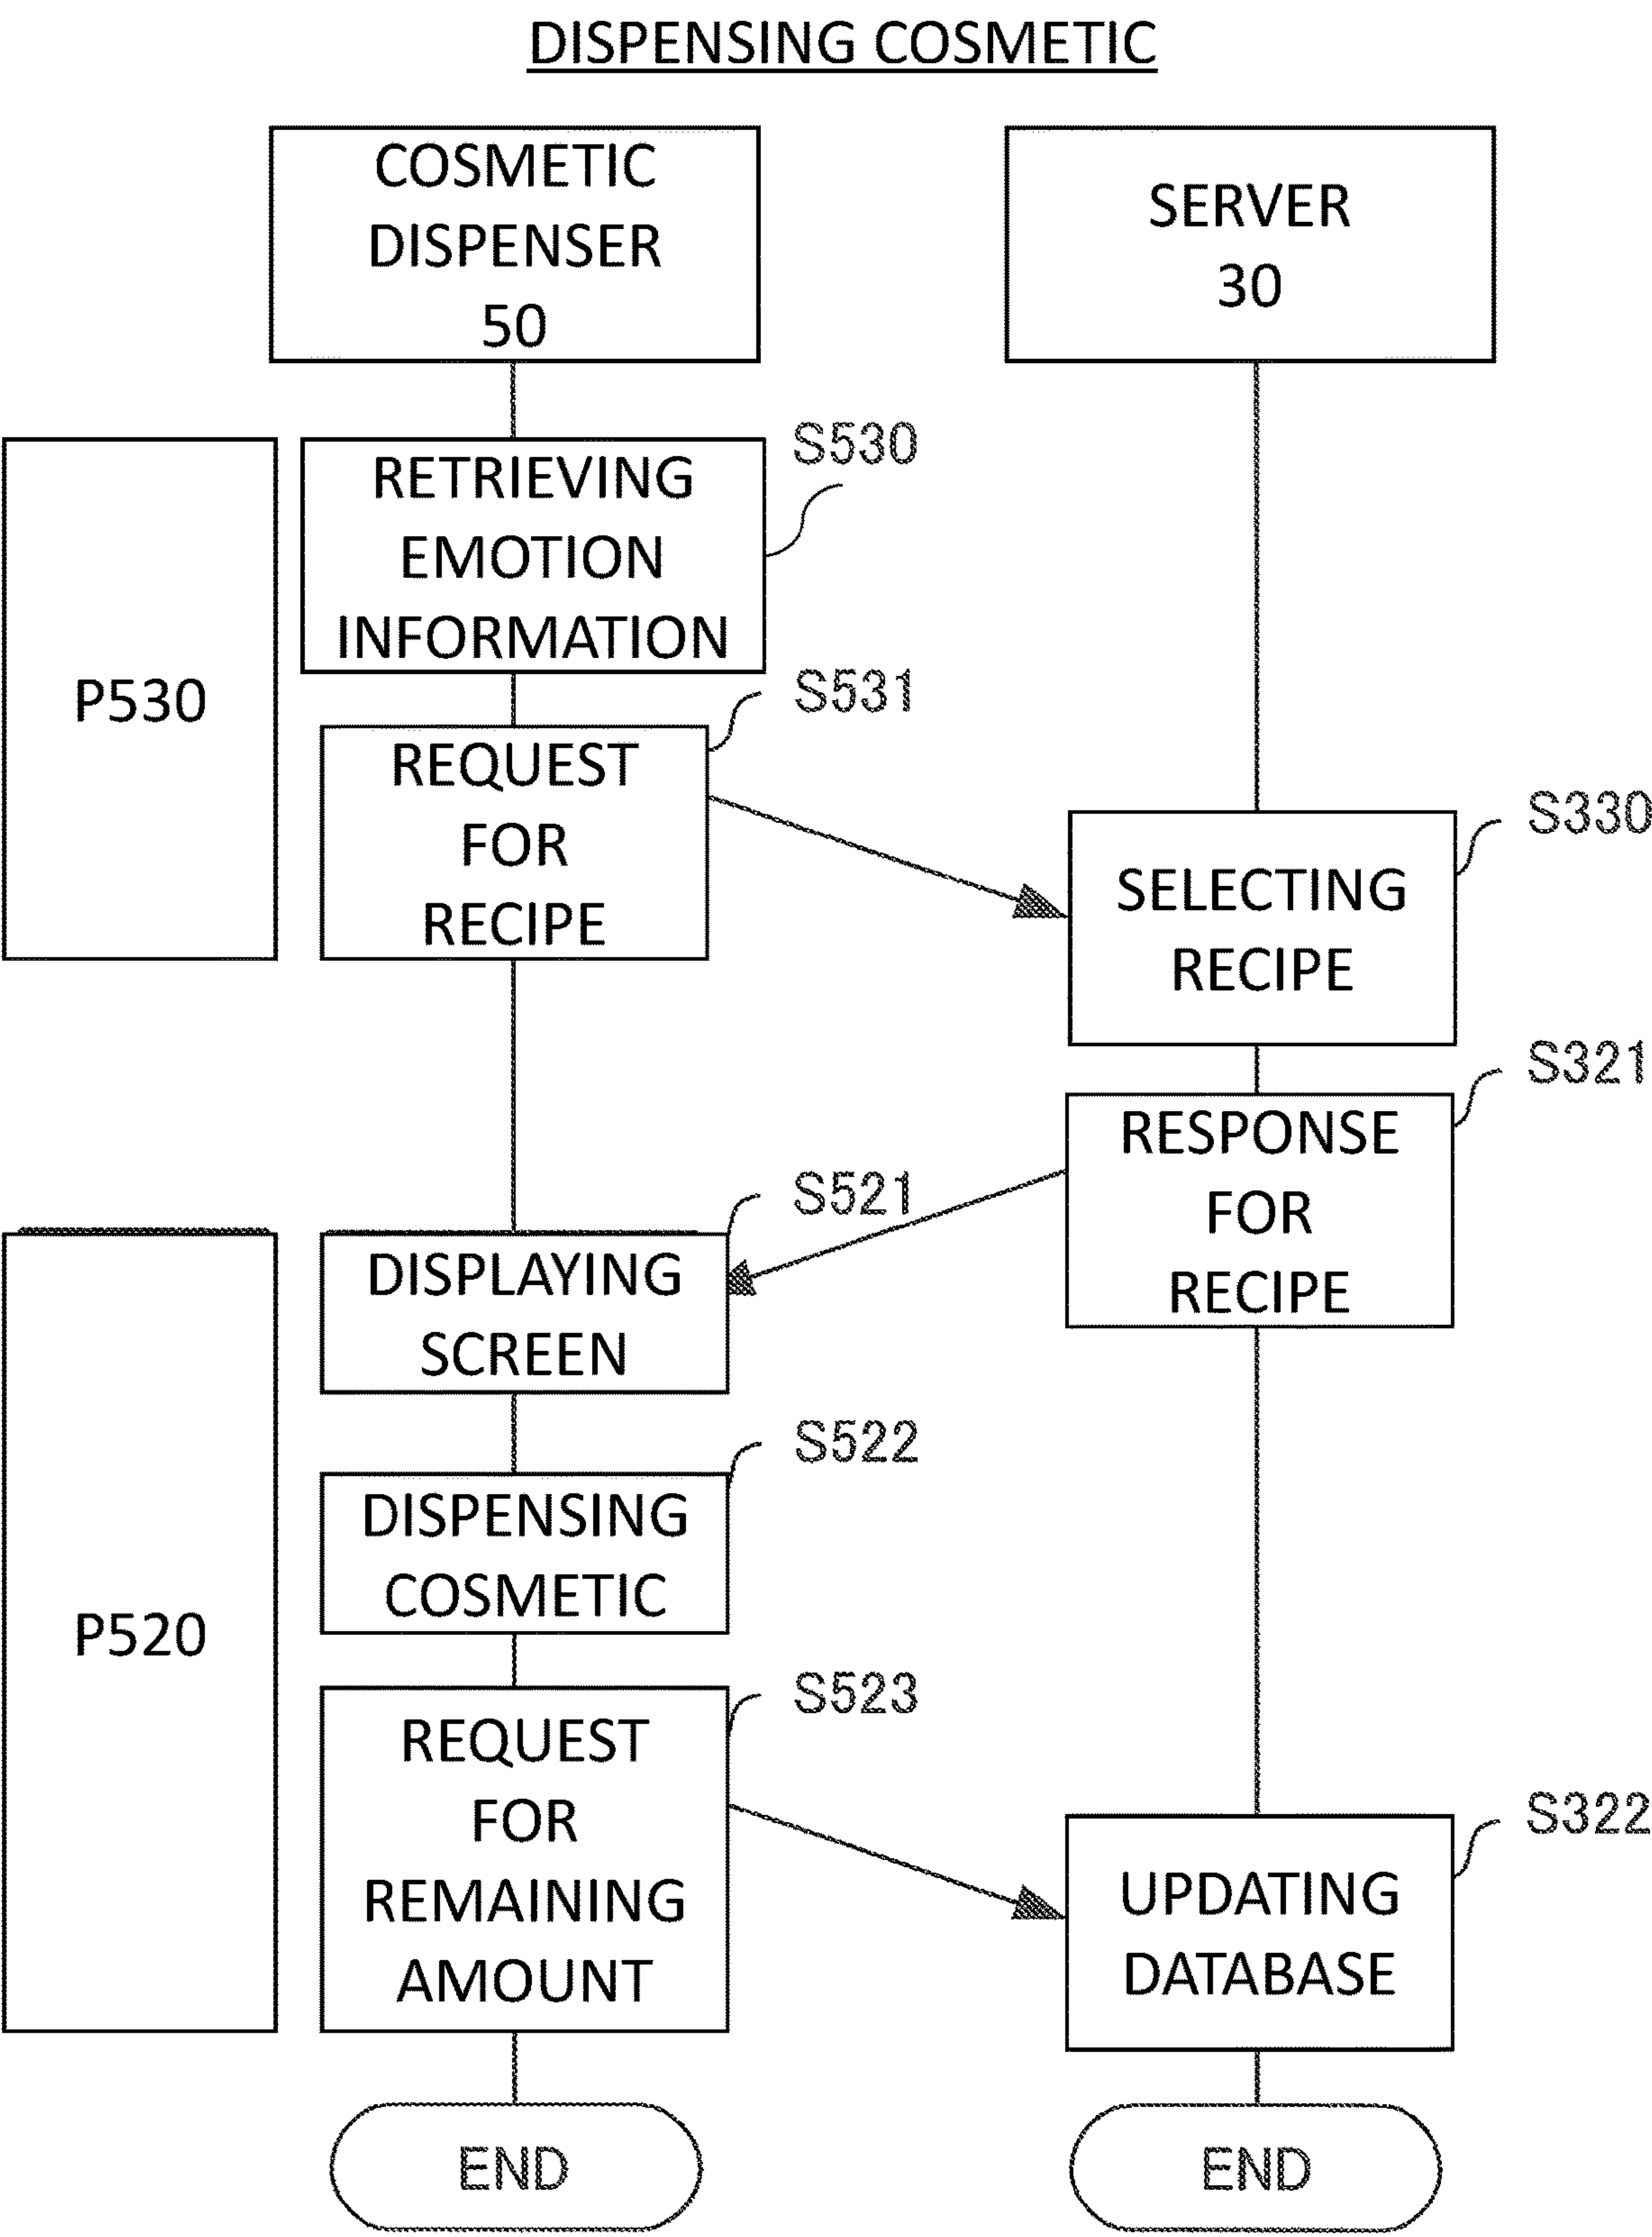 DISPENSING COSMETIC
COSMETIC
DISPENSER
50
SERVER
30
P530
RETRIEVING
EMOTION
INFORMATION
S530
REQUEST
FOR
RECIPE
S531
SELECTING
RECIPE
S330
RESPONSE
FOR
RECIPE
S321
P520
DISPLAYING
SCREEN
S521
DISPENSING
COSMETIC
S522
REQUEST
FOR
REMAINING
AMOUNT
S523
UPDATING
DATABASE
S322
END
END